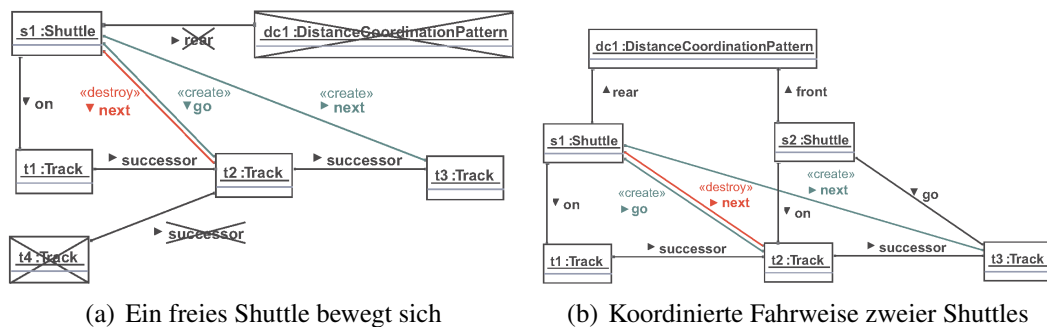 s1 :Shuttle
dc1 :DistanceCoordinationPattern
rear
on
«destroy»
next
«create»
go
«create»
next
t1 :Track
successor
t2 :Track
successor
t3 :Track
successor
t4 :Track
(a) Ein freies Shuttle bewegt sich
dc1 :DistanceCoordinationPattern
rear
front
s1 :Shuttle
s2 :Shuttle
«create»
go
«destroy»
next
«create»
next
go
on
on
successor
successor
t1 :Track
t2 :Track
t3 :Track
(b) Koordinierte Fahrweise zweier Shuttles